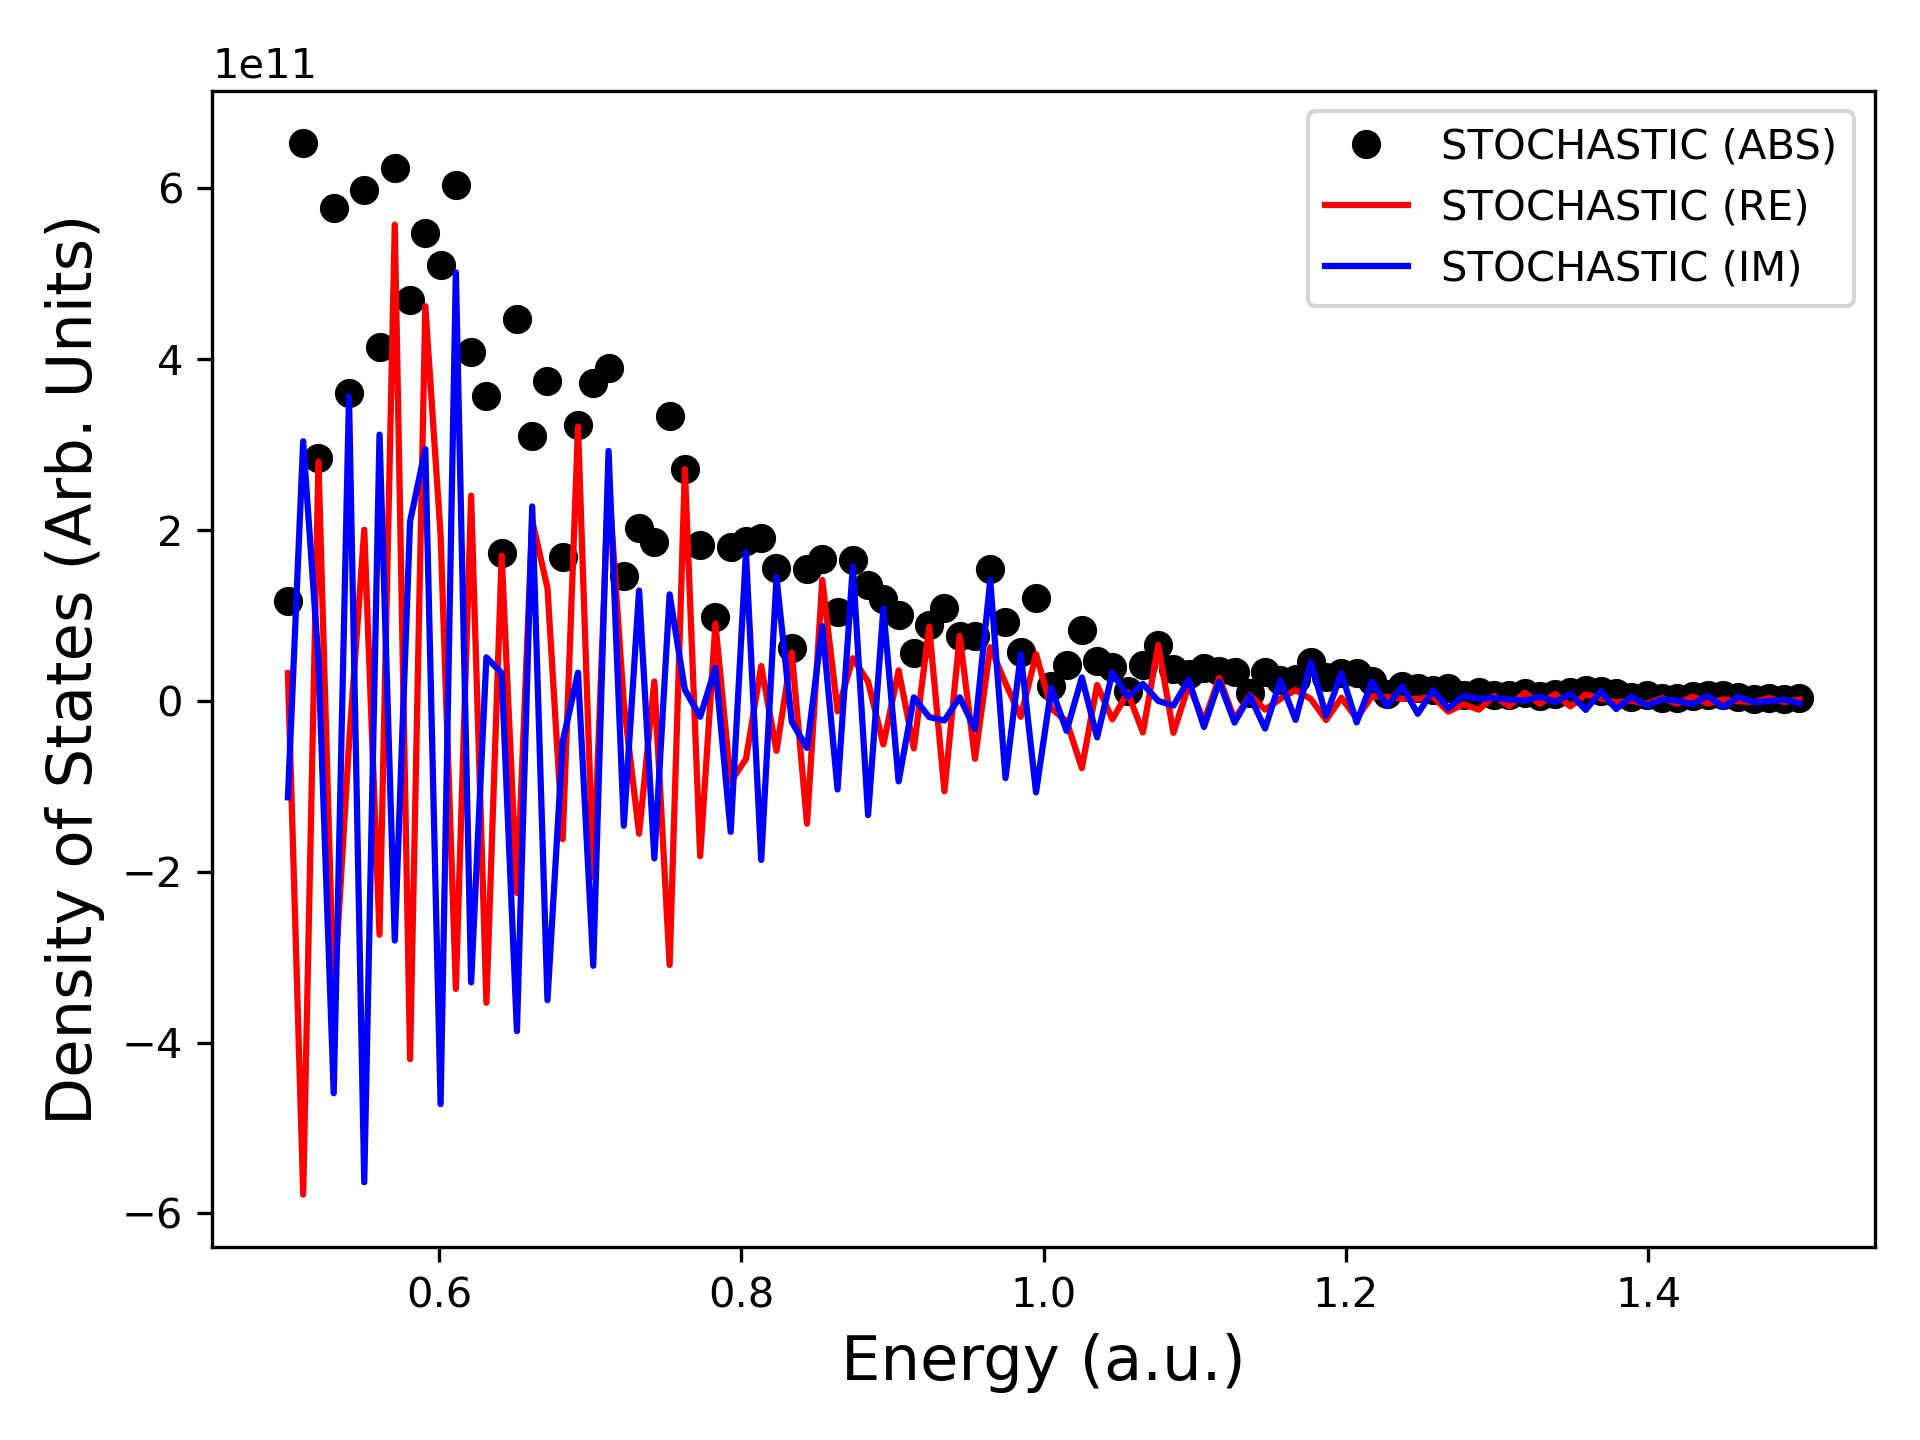 1e11
STOCHASTIC (ABS)
STOCHASTIC (RE)
STOCHASTIC (IM)
Density of States (Arb. Units)
6
4
2
0
−2
−4
−6
0.6 0.8 1.0 1.2 1.4
Energy (a.u.)